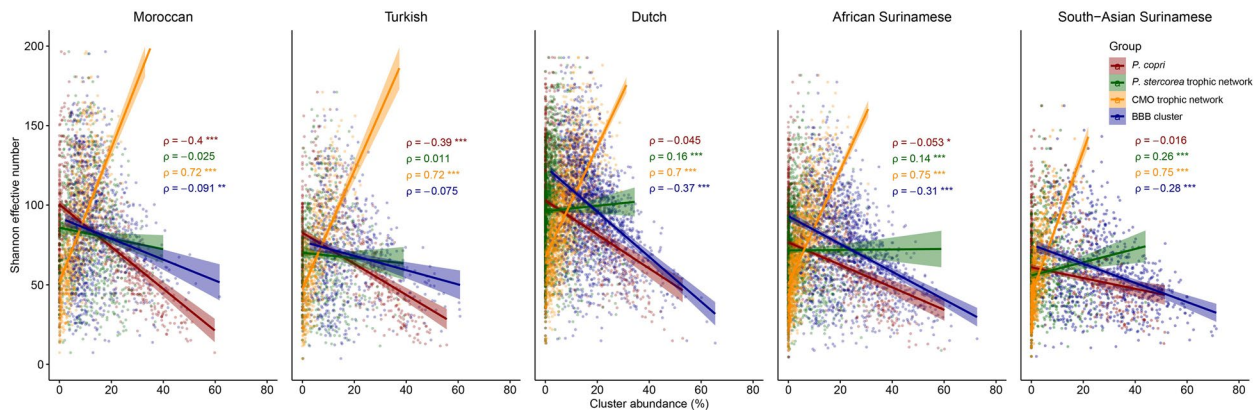 Moroccan
Turkish
Dutch
African Surinamese
South−Asian Surinamese
Shannon effective number
200
150
100
50
0
ρ = −0.4 ***
ρ = −0.025
ρ = 0.72 ***
ρ = −0.091 **
ρ = −0.39 ***
ρ = 0.011
ρ = 0.72 ***
ρ = −0.075
ρ = −0.045
ρ = 0.16 ***
ρ = 0.7 ***
ρ = −0.37 ***
ρ = −0.053 *
ρ = 0.14 ***
ρ = 0.75 ***
ρ = −0.31 ***
Group
P. copri
P. stercorea trophic network
CMO trophic network
BBB cluster
ρ = −0.016
ρ = 0.26 ***
ρ = 0.75 ***
ρ = −0.28 ***
0 20 40 60 80
0 20 40 60 80
0 20 40 60 80
0 20 40 60 80
0 20 40 60 80
Cluster abundance (%)